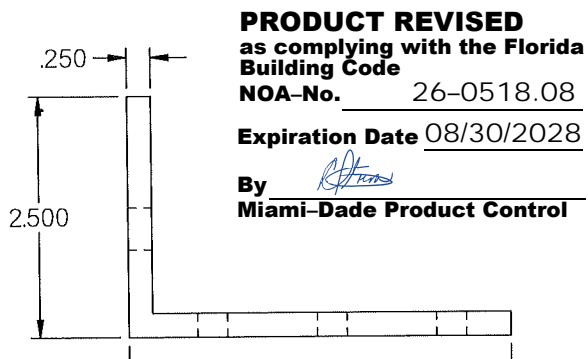 PRODUCT REVISED
as complying with the Florida
Building Code
NOA–No. 26–0518.08
Expiration Date 08/30/2028
By
Miami–Dade Product Control
.250
2.500